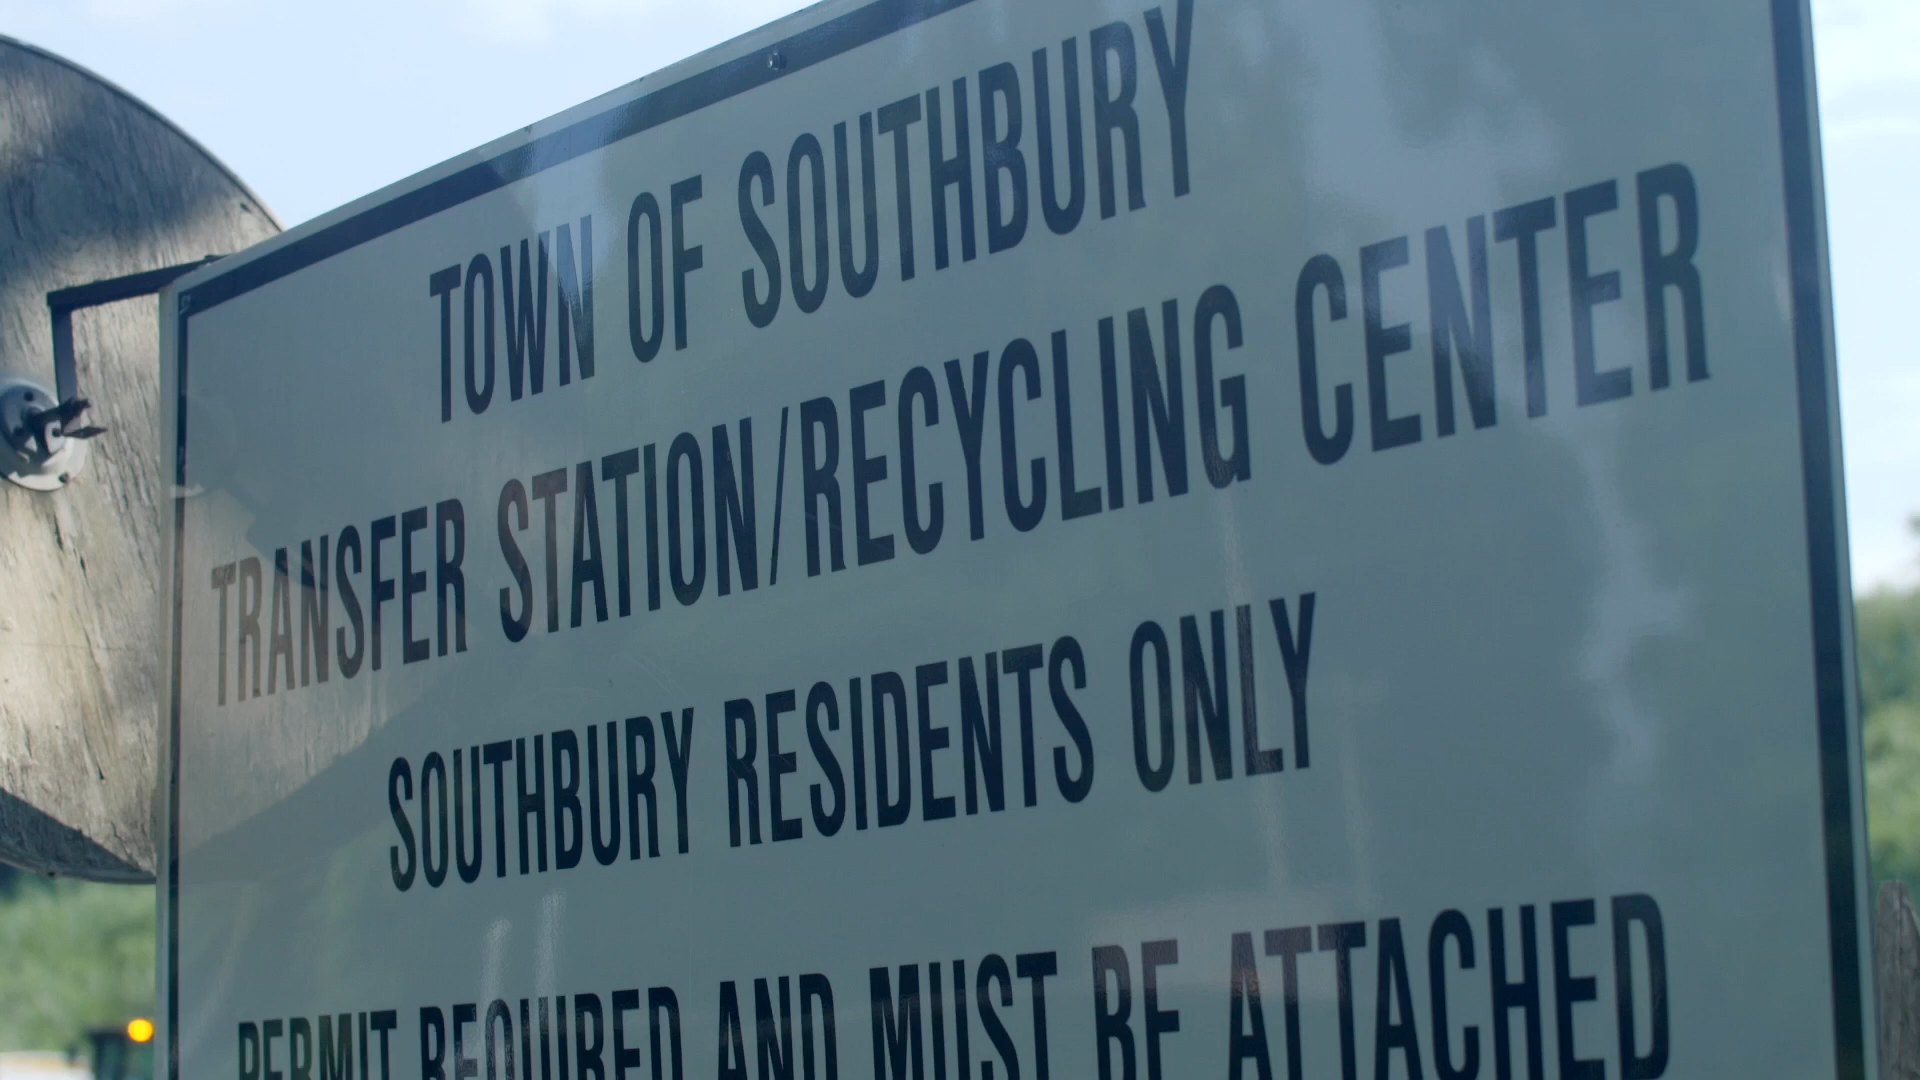 TOWN OF SOUTHBURY
TRANSFER STATION/RECYCLING CENTER
SOUTHBURY RESIDENTS ONLY
PERMIT REQUIRED AND MUST BE ATTACHED